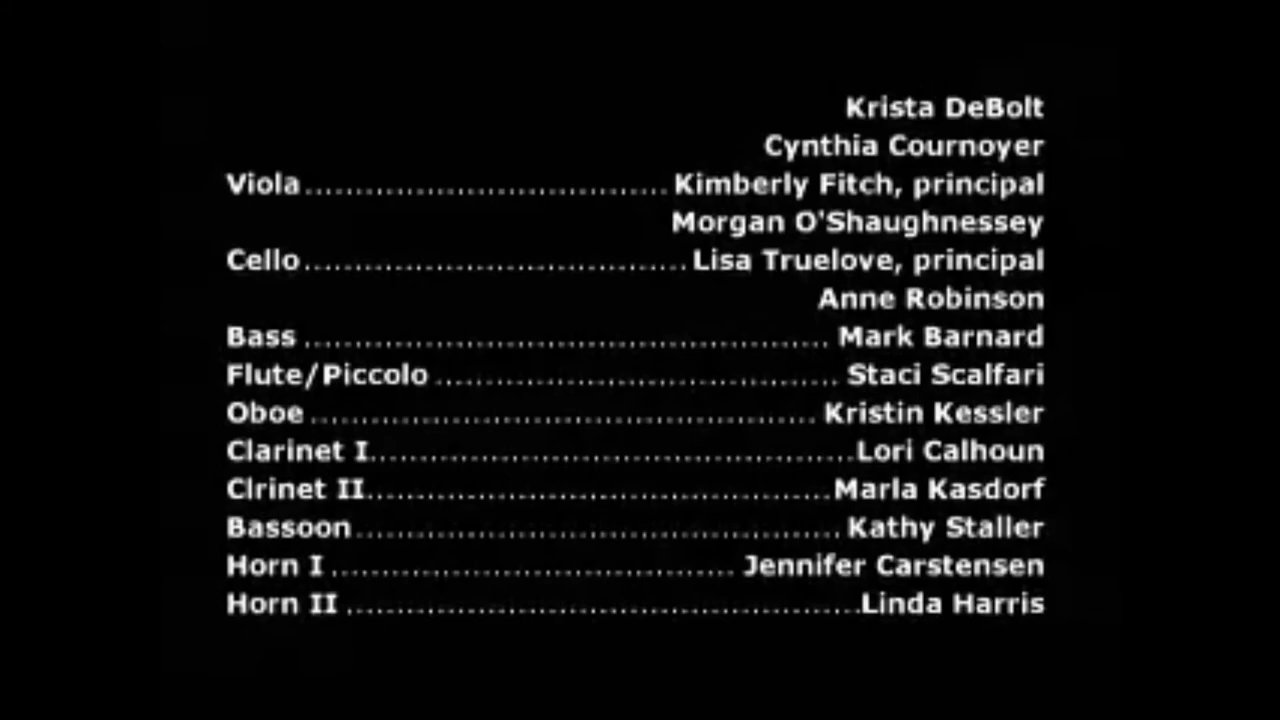 Krista DeBolt
Cynthia Cournoyer
Viola.......................................Kimberly Fitch, principal
Morgan O'Shaughnessey
Cello.........................................Lisa Truelove, principal
Anne Robinson
Bass ........................................................ Mark Barnard
Flute/Piccolo ........................................... Staci Scalfari
Oboe ...................................................... Kristin Kessler
Clarinet I....................................................Lori Calhoun
Clrinet II..................................................Marla Kasdorf
Bassoon.................................................... Kathy Staller
Horn I ........................................... Jennifer Carstensen
Horn II .......................................................Linda Harris